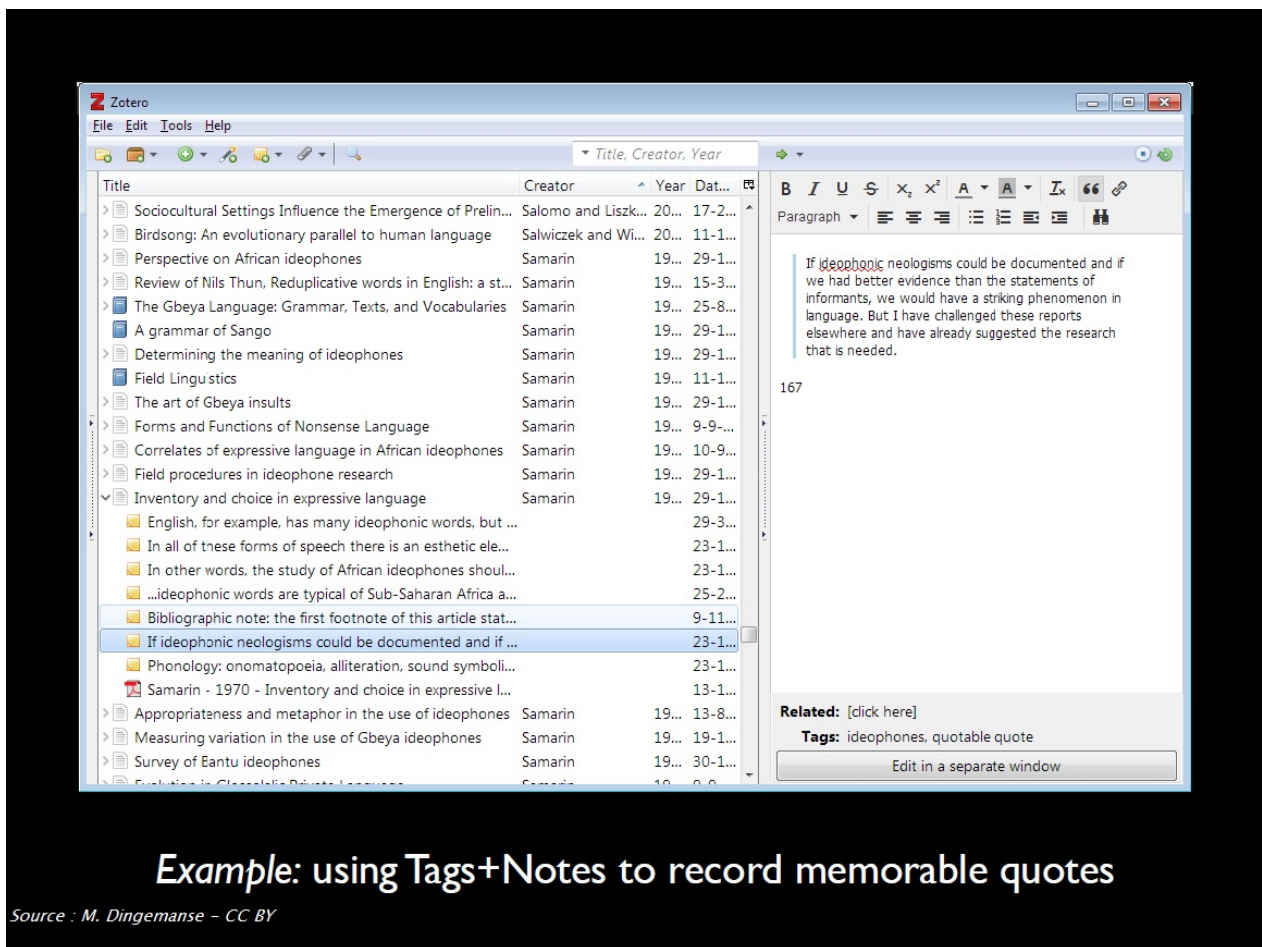 Zotero
File Edit Tools Help
Title, Creator, Year
Title Creator Year Dat...
Sociocultural Settings Influence the Emergence of Prelin... Salomo and Liszk... 20... 17-2...
Birdsong: An evolutionary parallel to human language Salwiczek and Wi... 20... 11-1...
Perspective on African ideophones Samarin 19... 29-1...
Review of Nils Thun, Reduplicative words in English: a st... Samarin 19... 15-3...
The Gbeya Language: Grammar, Texts, and Vocabularies Samarin 19... 25-8...
A grammar of Sango Samarin 19... 29-1...
Determining the meaning of ideophones Samarin 19... 29-1...
Field Linguistics Samarin 19... 11-1...
The art of Gbeya insults Samarin 19... 29-1...
Forms and Functions of Nonsense Language Samarin 19... 9-9-...
Correlates of expressive language in African ideophones Samarin 19... 10-9...
Field procedures in ideophone research Samarin 19... 29-1...
Inventory and choice in expressive language Samarin 19... 29-1...
English, for example, has many ideophonic words, but ... 29-3...
In all of these forms of speech there is an esthetic ele... 23-1...
In other words, the study of African ideophones shoul... 23-1...
...ideophonic words are typical of Sub-Saharan Africa a... 25-2...
Bibliographic note: the first footnote of this article stat... 9-11...
If ideophonic neologisms could be documented and if ... 23-1...
Phonology: onomatopoeia, alliteration, sound symboli... 23-1...
Samarin - 1970 - Inventory and choice in expressive l... 13-1...
Appropriateness and metaphor in the use of ideophones Samarin 19... 13-8...
Measuring variation in the use of Gbeya ideophones Samarin 19... 19-1...
Survey of Bantu ideophones Samarin 19... 30-1...
Paragraph
If ideophonic neologisms could be documented and if
we had better evidence than the statements of
informants, we would have a striking phenomenon in
language. But I have challenged these reports
elsewhere and have already suggested the research
that is needed.
167
Related: [click here]
Tags: ideophones, quotable quote
Edit in a separate window
Example: using Tags+Notes to record memorable quotes
Source : M. Dingemanse – CC BY